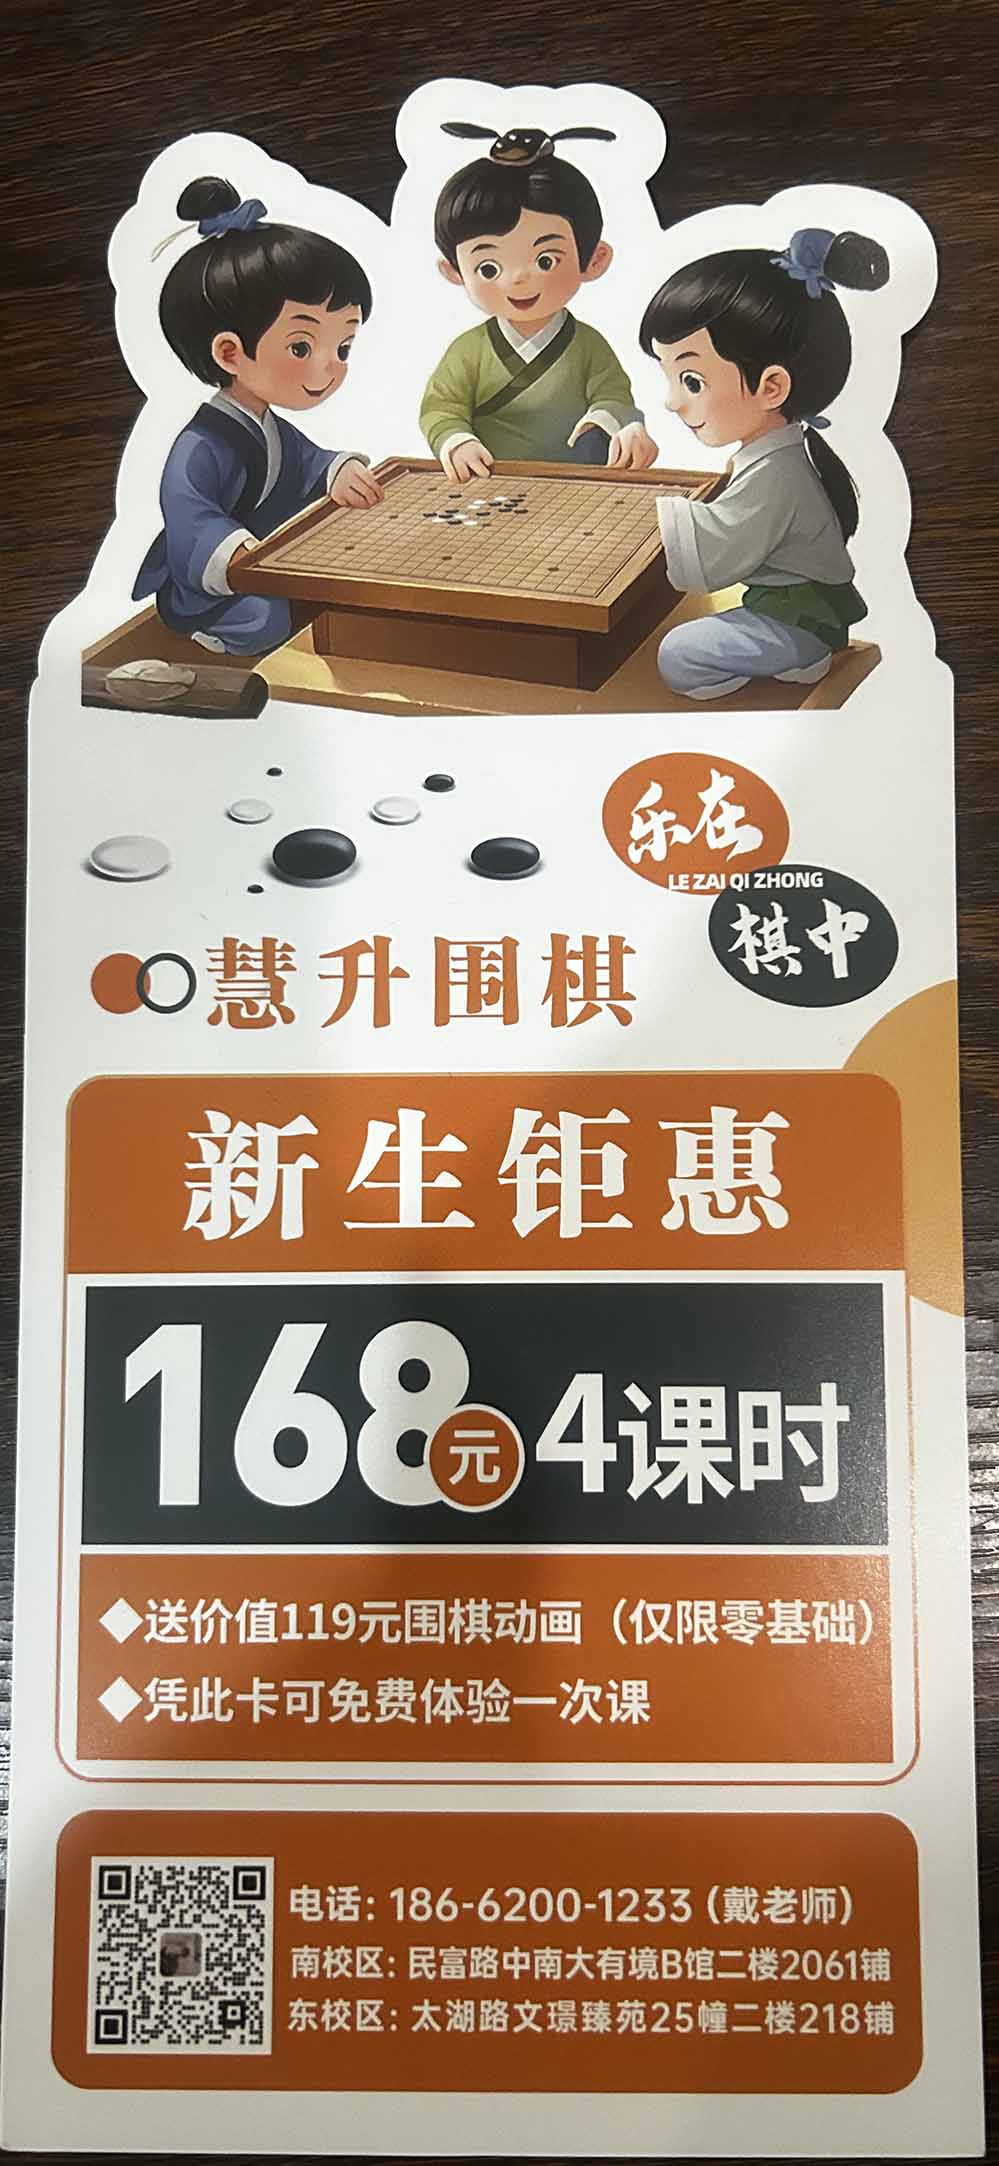 乐在
LE ZAI QI ZHONG
棋中
慧升围棋
新生钜惠
168元 4课时
◆送价值119元围棋动画（仅限零基础）
◆凭此卡可免费体验一次课
电话：186-6200-1233（戴老师）
南校区：民富路中南大有境B馆二楼2061铺
东校区：太湖路文璟臻苑25幢二楼218铺